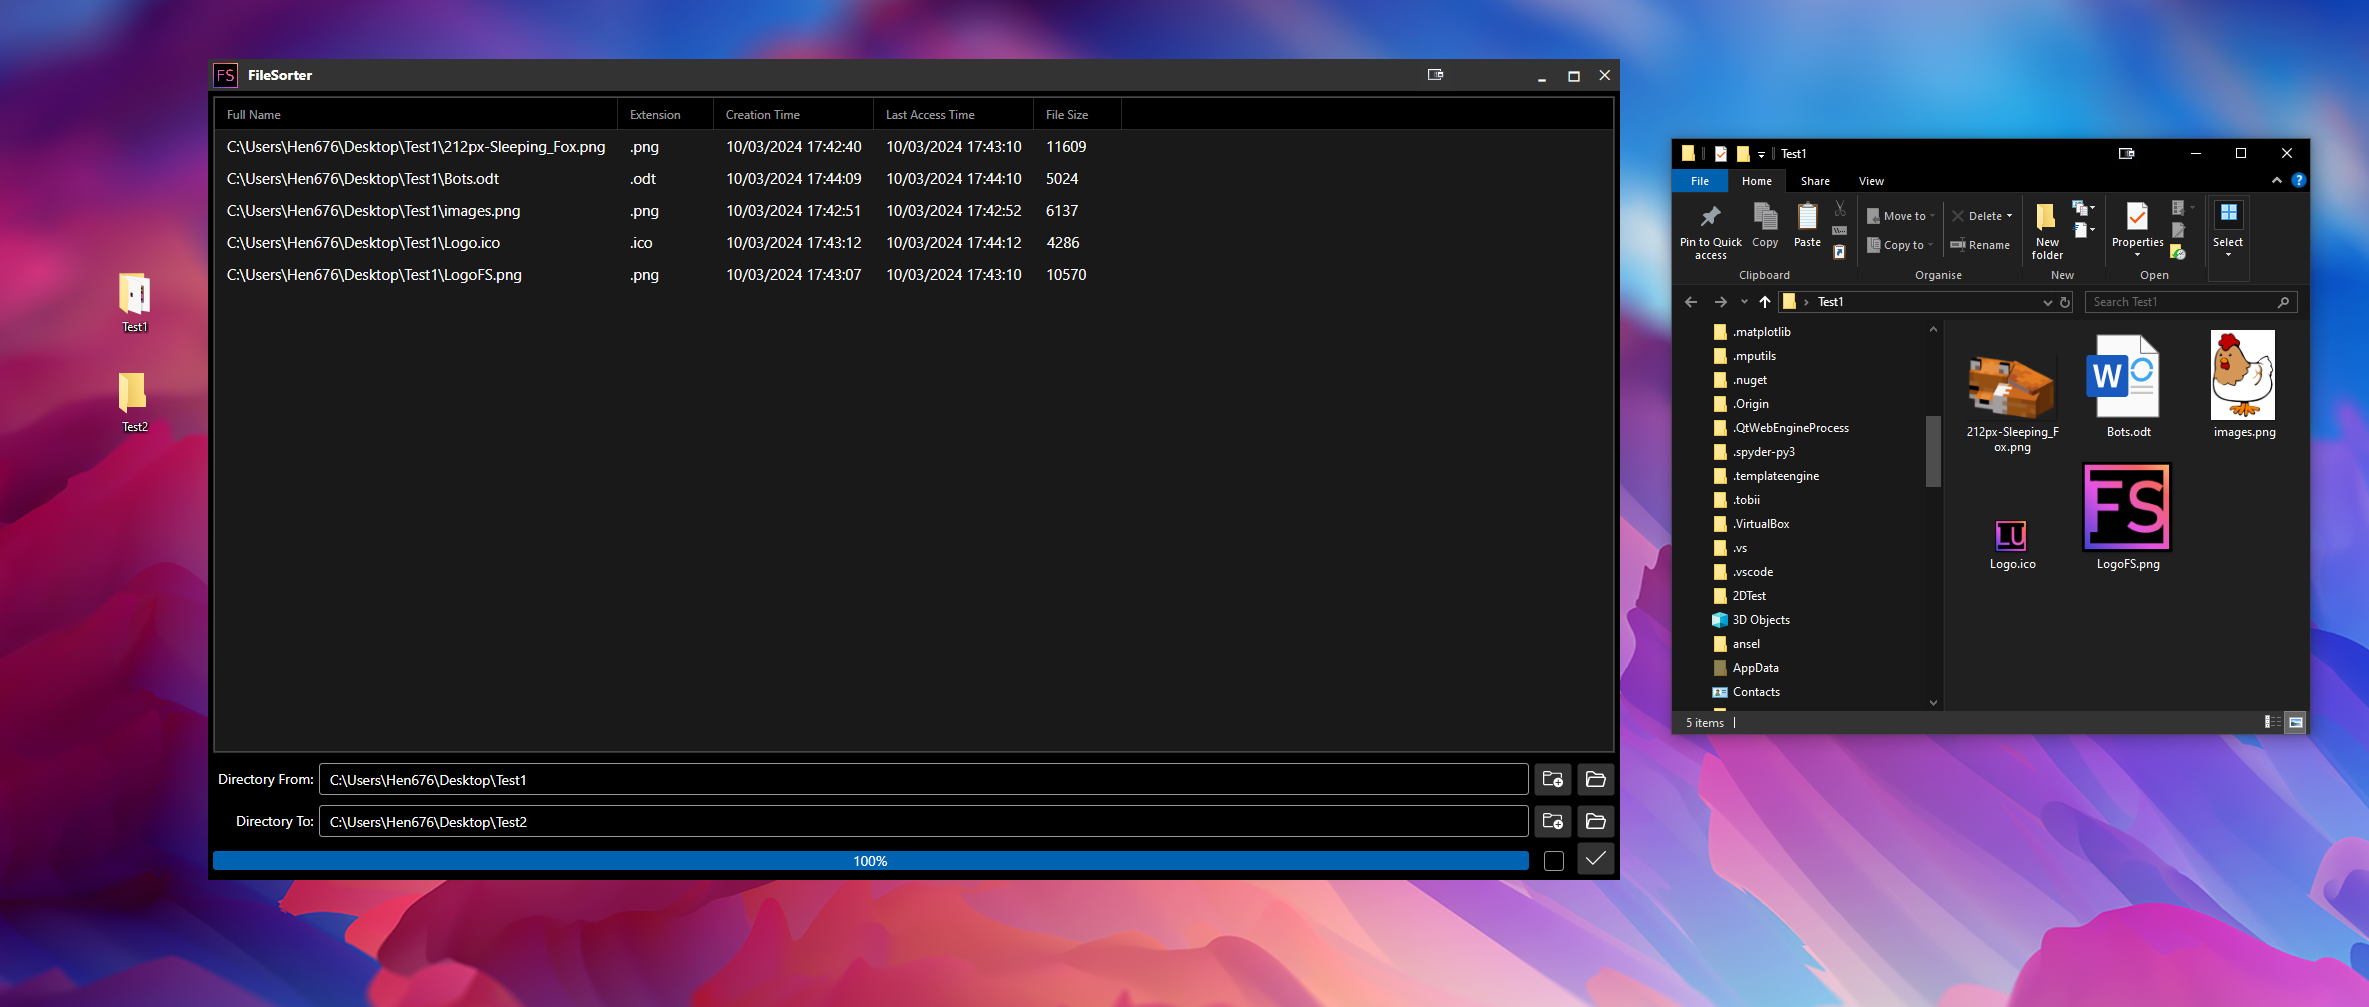 Test1
Test2
FS FileSorter
Full Name Extension Creation Time Last Access Time File Size
C:\Users\Hen676\Desktop\Test1\212px-Sleeping_Fox.png .png 10/03/2024 17:42:40 10/03/2024 17:43:10 11609
C:\Users\Hen676\Desktop\Test1\Bots.odt .odt 10/03/2024 17:44:09 10/03/2024 17:44:10 5024
C:\Users\Hen676\Desktop\Test1\images.png .png 10/03/2024 17:42:51 10/03/2024 17:42:52 6137
C:\Users\Hen676\Desktop\Test1\Logo.ico .ico 10/03/2024 17:43:12 10/03/2024 17:44:12 4286
C:\Users\Hen676\Desktop\Test1\LogoFS.png .png 10/03/2024 17:43:07 10/03/2024 17:43:10 10570
Directory From: C:\Users\Hen676\Desktop\Test1
Directory To: C:\Users\Hen676\Desktop\Test2
100%
Test1
File Home Share View
Pin to Quick
access
Copy
Paste
Clipboard
Move to
Copy to
Delete
Rename
Organise
New
folder
New
Properties
Open
Select
Test1
Search Test1
.matplotlib
.mputils
.nuget
.Origin
.QtWebEngineProcess
.spyder-py3
.templateengine
.tobii
.VirtualBox
.vs
.vscode
2DTest
3D Objects
ansel
AppData
Contacts
212px-Sleeping_F
ox.png
W
Bots.odt
images.png
LU
Logo.ico
FS
LogoFS.png
5 items